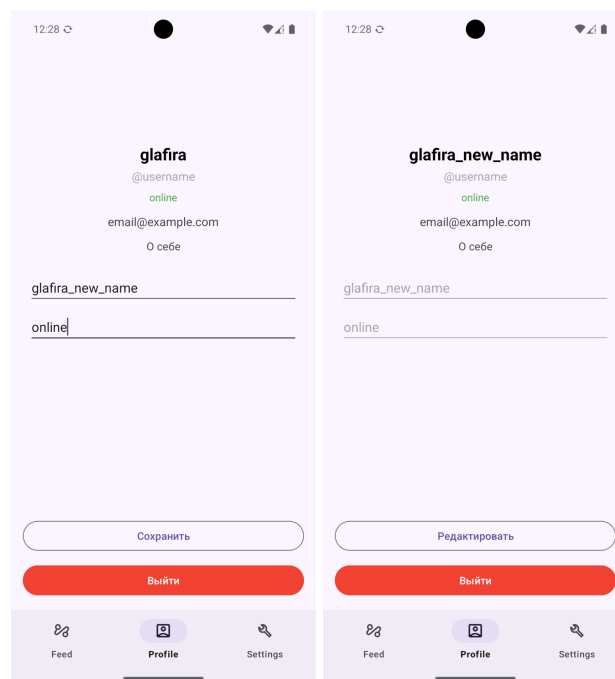 12:28
glafira
@username
online
email@example.com
О себе
glafira_new_name
online
Сохранить
Выйти
Feed
Profile
Settings
12:28
glafira_new_name
@username
online
email@example.com
О себе
glafira_new_name
online
Редактировать
Выйти
Feed
Profile
Settings